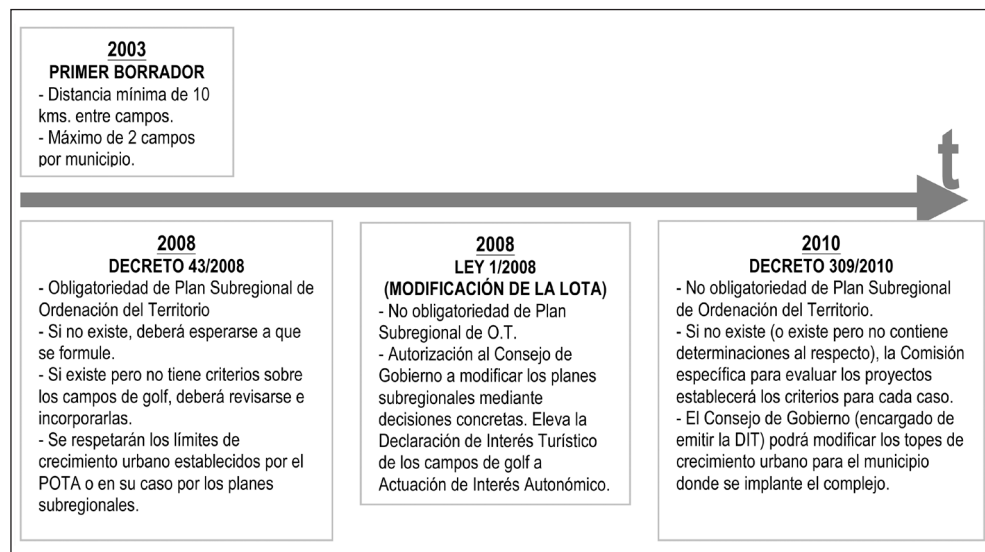 2003
PRIMER BORRADOR
- Distancia mínima de 10
kms. entre campos.
- Máximo de 2 campos
por municipio.
t
2008
DECRETO 43/2008
- Obligatoriedad de Plan Subregional de
Ordenación del Territorio
- Si no existe, deberá esperarse a que
se formule.
- Si existe pero no tiene criterios sobre
los campos de golf, deberá revisarse e
incorporarlas.
- Se respetarán los límites de
crecimiento urbano establecidos por el
POTA o en su caso por los planes
subregionales.
2008
LEY 1/2008
(MODIFICACIÓN DE LA LOTA)
- No obligatoriedad de Plan
Subregional de O.T.
- Autorización al Consejo de
Gobierno a modificar los planes
subregionales mediante
decisiones concretas. Eleva la
Declaración de Interés Turístico
de los campos de golf a
Actuación de Interés Autonómico.
2010
DECRETO 309/2010
- No obligatoriedad de Plan Subregional
de Ordenación del Territorio.
- Si no existe (o existe pero no contiene
determinaciones al respecto), la Comisión
específica para evaluar los proyectos
establecerá los criterios para cada caso.
- El Consejo de Gobierno (encargado de
emitir la DIT) podrá modificar los topes de
crecimiento urbano para el municipio
donde se implante el complejo.